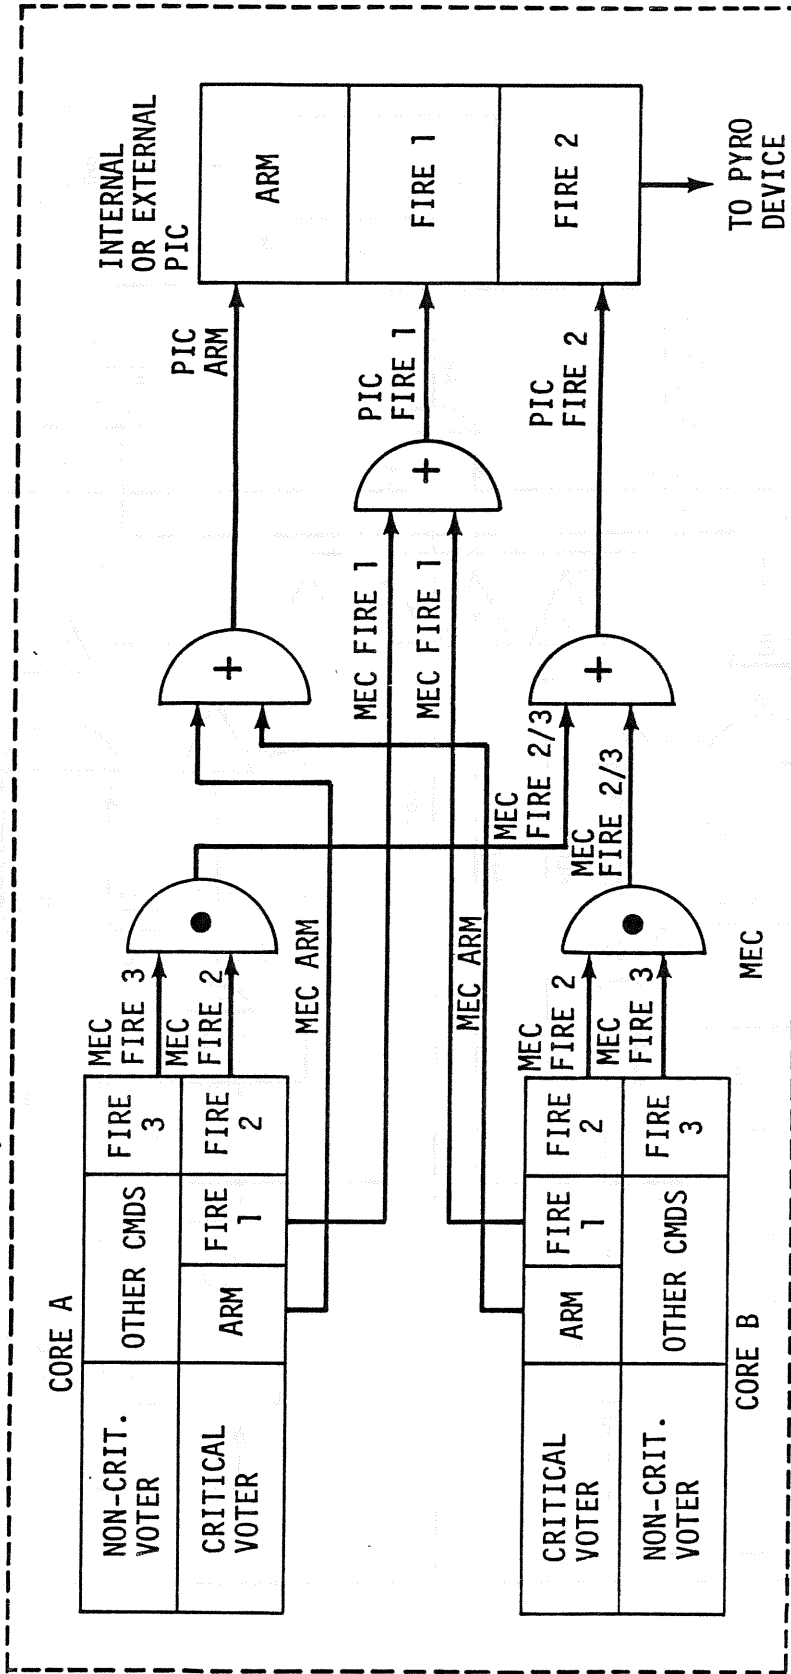 CORE A
NON-CRIT.
VOTER
OTHER CMDS
FIRE
3
CRITICAL
VOTER
ARM
FIRE
1
FIRE
2
MEC
FIRE 3
MEC
FIRE 2
MEC ARM
MEC FIRE 1
MEC FIRE 1
MEC ARM
MEC
FIRE 2/3
MEC
FIRE 2/3
CRITICAL
VOTER
ARM
FIRE
1
FIRE
2
NON-CRIT.
VOTER
OTHER CMDS
FIRE
3
CORE B
MEC
FIRE 2
MEC
FIRE 3
MEC
+
+
+
PIC
ARM
PIC
FIRE 1
PIC
FIRE 2
INTERNAL
OR EXTERNAL
PIC
ARM
FIRE 1
FIRE 2
TO PYRO
DEVICE